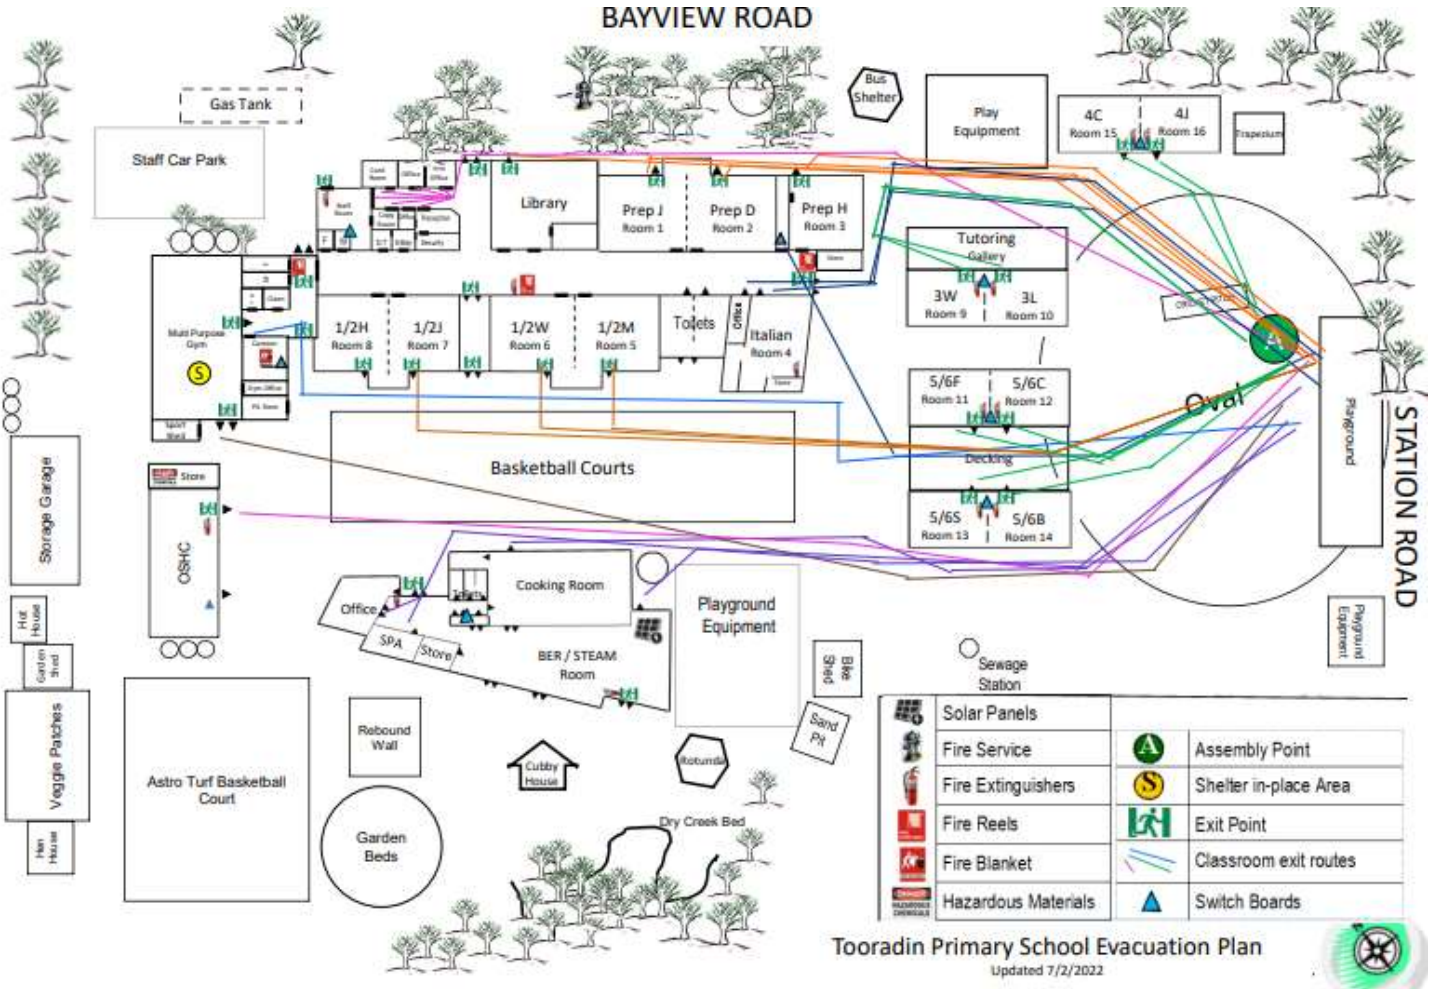 BAYVIEW ROAD
Gas Tank
Staff Car Park
Bus
Shelter
Play
Equipment
4C
Room 15
4J
Room 16
Trapezium
Library
Prep J
Room 1
Prep D
Room 2
Prep H
Room 3
Store
Office
Reception
Tutoring
Gallery
3W
Room 9
3L
Room 10
1/2H
Room 8
1/2J
Room 7
1/2W
Room 6
1/2M
Room 5
Toilets
Office
Italian
Room 4
Multi Purpose
Gym
S
Gym Office
Sport
Shed
A
Oval
Playground
STATION ROAD
5/6F
Room 11
5/6C
Room 12
Decking
5/6S
Room 13
5/6B
Room 14
Basketball Courts
Storage Garage
Store
OSHC
Hot
House
Garden
Shed
Veggie Patches
Hen
House
Office
SPA
Store
Toilets
Cooking Room
BER / STEAM
Room
Playground
Equipment
Bike
Shed
Sand
Pit
Sewage
Station
Playground
Equipment
Astro Turf Basketball
Court
Rebound
Wall
Garden
Beds
Cubby
House
Rotunda
Dry Creek Bed
Solar Panels
Fire Service
A Assembly Point
Fire Extinguishers
S Shelter in-place Area
Fire Reels
Exit Point
Fire Blanket
Classroom exit routes
Hazardous Materials
Switch Boards
Tooradin Primary School Evacuation Plan
Updated 7/2/2022